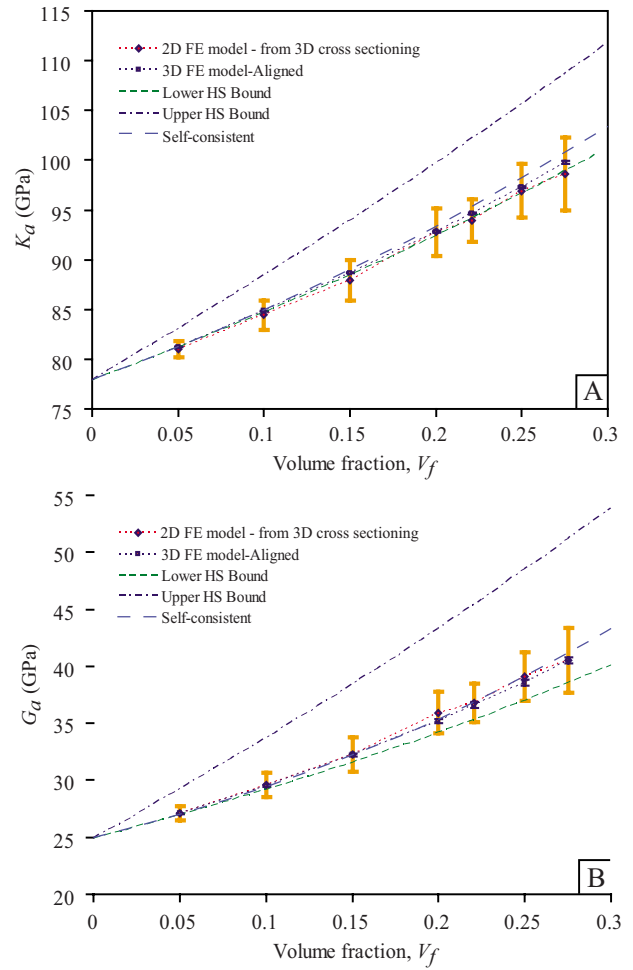 115
110
105
100
95
90
85
80
75
K_a (GPa)
2D FE model - from 3D cross sectioning
3D FE model-Aligned
Lower HS Bound
Upper HS Bound
Self-consistent
A
0 0.05 0.1 0.15 0.2 0.25 0.3
Volume fraction, V_f
55
50
45
40
35
30
25
20
G_a (GPa)
2D FE model - from 3D cross sectioning
3D FE model-Aligned
Lower HS Bound
Upper HS Bound
Self-consistent
B
0 0.05 0.1 0.15 0.2 0.25 0.3
Volume fraction, V_f